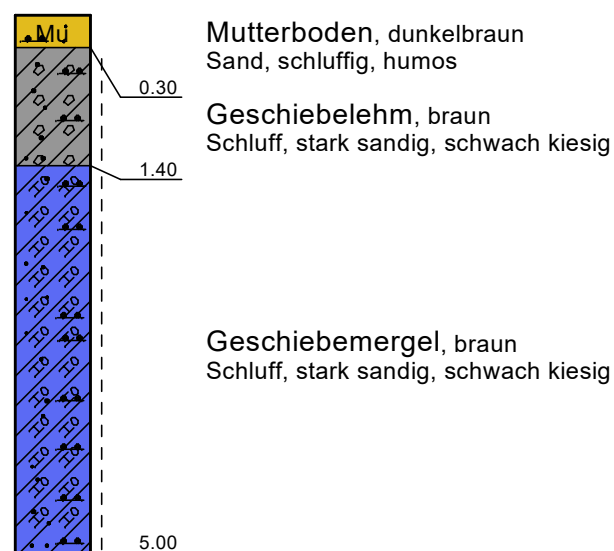 Mu
Mutterboden, dunkelbraun
Sand, schluffig, humos
0.30
Geschiebelehm, braun
Schluff, stark sandig, schwach kiesig
1.40
Geschiebemergel, braun
Schluff, stark sandig, schwach kiesig
5.00